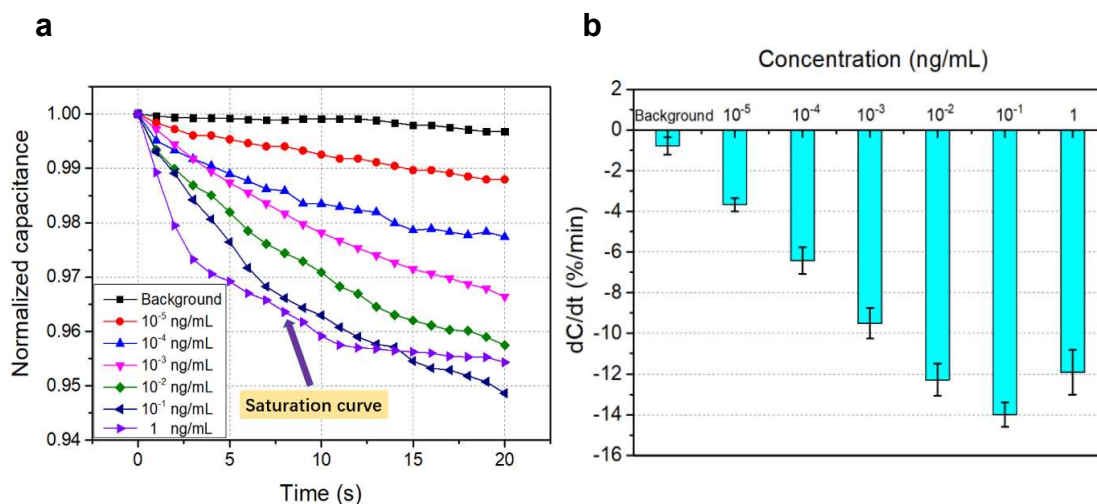 a
Normalized capacitance
1.00
0.99
0.98
0.97
0.96
0.95
0.94
Background
10⁻⁵ ng/mL
10⁻⁴ ng/mL
10⁻³ ng/mL
10⁻² ng/mL
10⁻¹ ng/mL
1 ng/mL
Saturation curve
0 5 10 15 20
Time (s)
b
Concentration (ng/mL)
Background 10⁻⁵ 10⁻⁴ 10⁻³ 10⁻² 10⁻¹ 1
dC/dt (%/min)
2
0
-2
-4
-6
-8
-10
-12
-14
-16